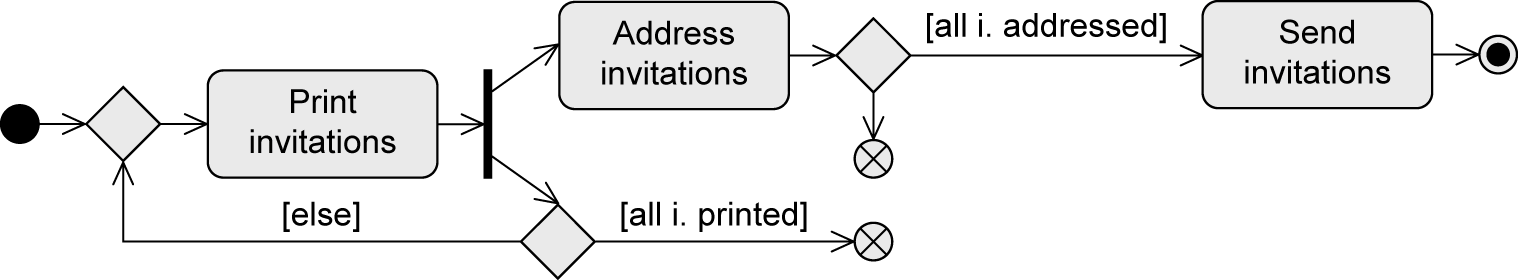 Print
invitations
Address
invitations
[all i. addressed]
Send
invitations
[else]
[all i. printed]